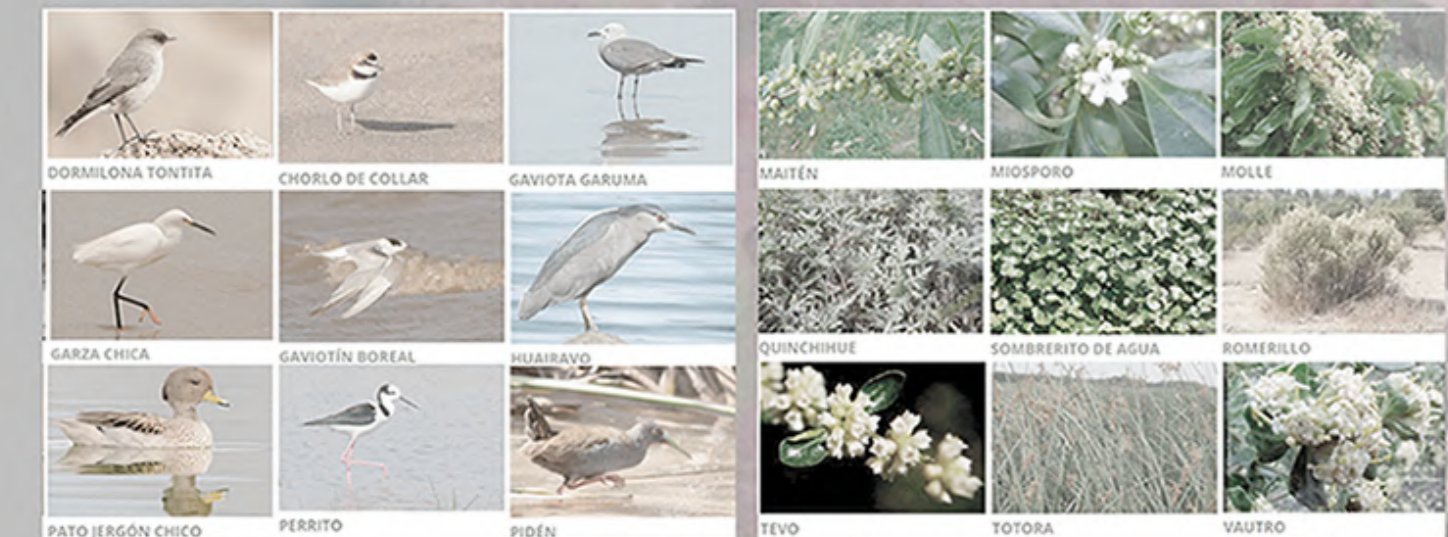 DORMILONA TONTITA
CHORLO DE COLLAR
GAVIOTA GARUMA
GARZA CHICA
GAVIOTÍN BOREAL
HUAIRAVO
PATO JERGÓN CHICO
PERRITO
PIDÉN
MAITÉN
MIOSPORO
MOLLE
QUINCHIHUE
SOMBRERITO DE AGUA
ROMERILLO
TEVO
TOTORA
VAUTRO